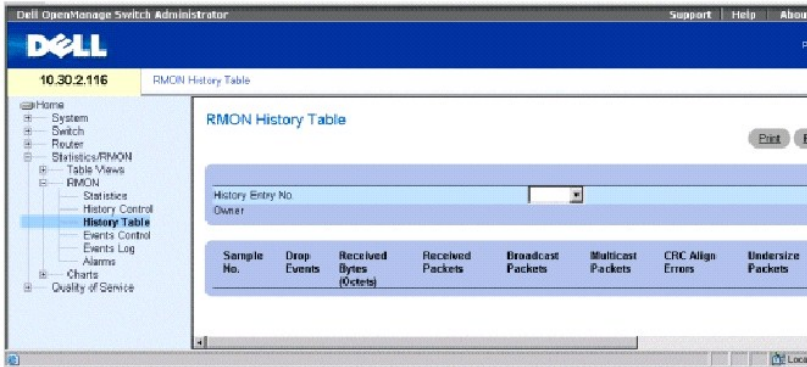 Dell OpenManage Switch Administrator
Support Help Abou
DELL
10.30.2.116
RMON History Table
Home
System
Switch
Router
Statistics/RMON
Table Views
RMON
Statistics
History Control
History Table
Events Control
Events Log
Alarms
Charts
Quality of Service
RMON History Table
Print
History Entry No.
Owner
Sample No.
Drop Events
Received Bytes (Octets)
Received Packets
Broadcast Packets
Multicast Packets
CRC Align Errors
Undersize Packets
Loca